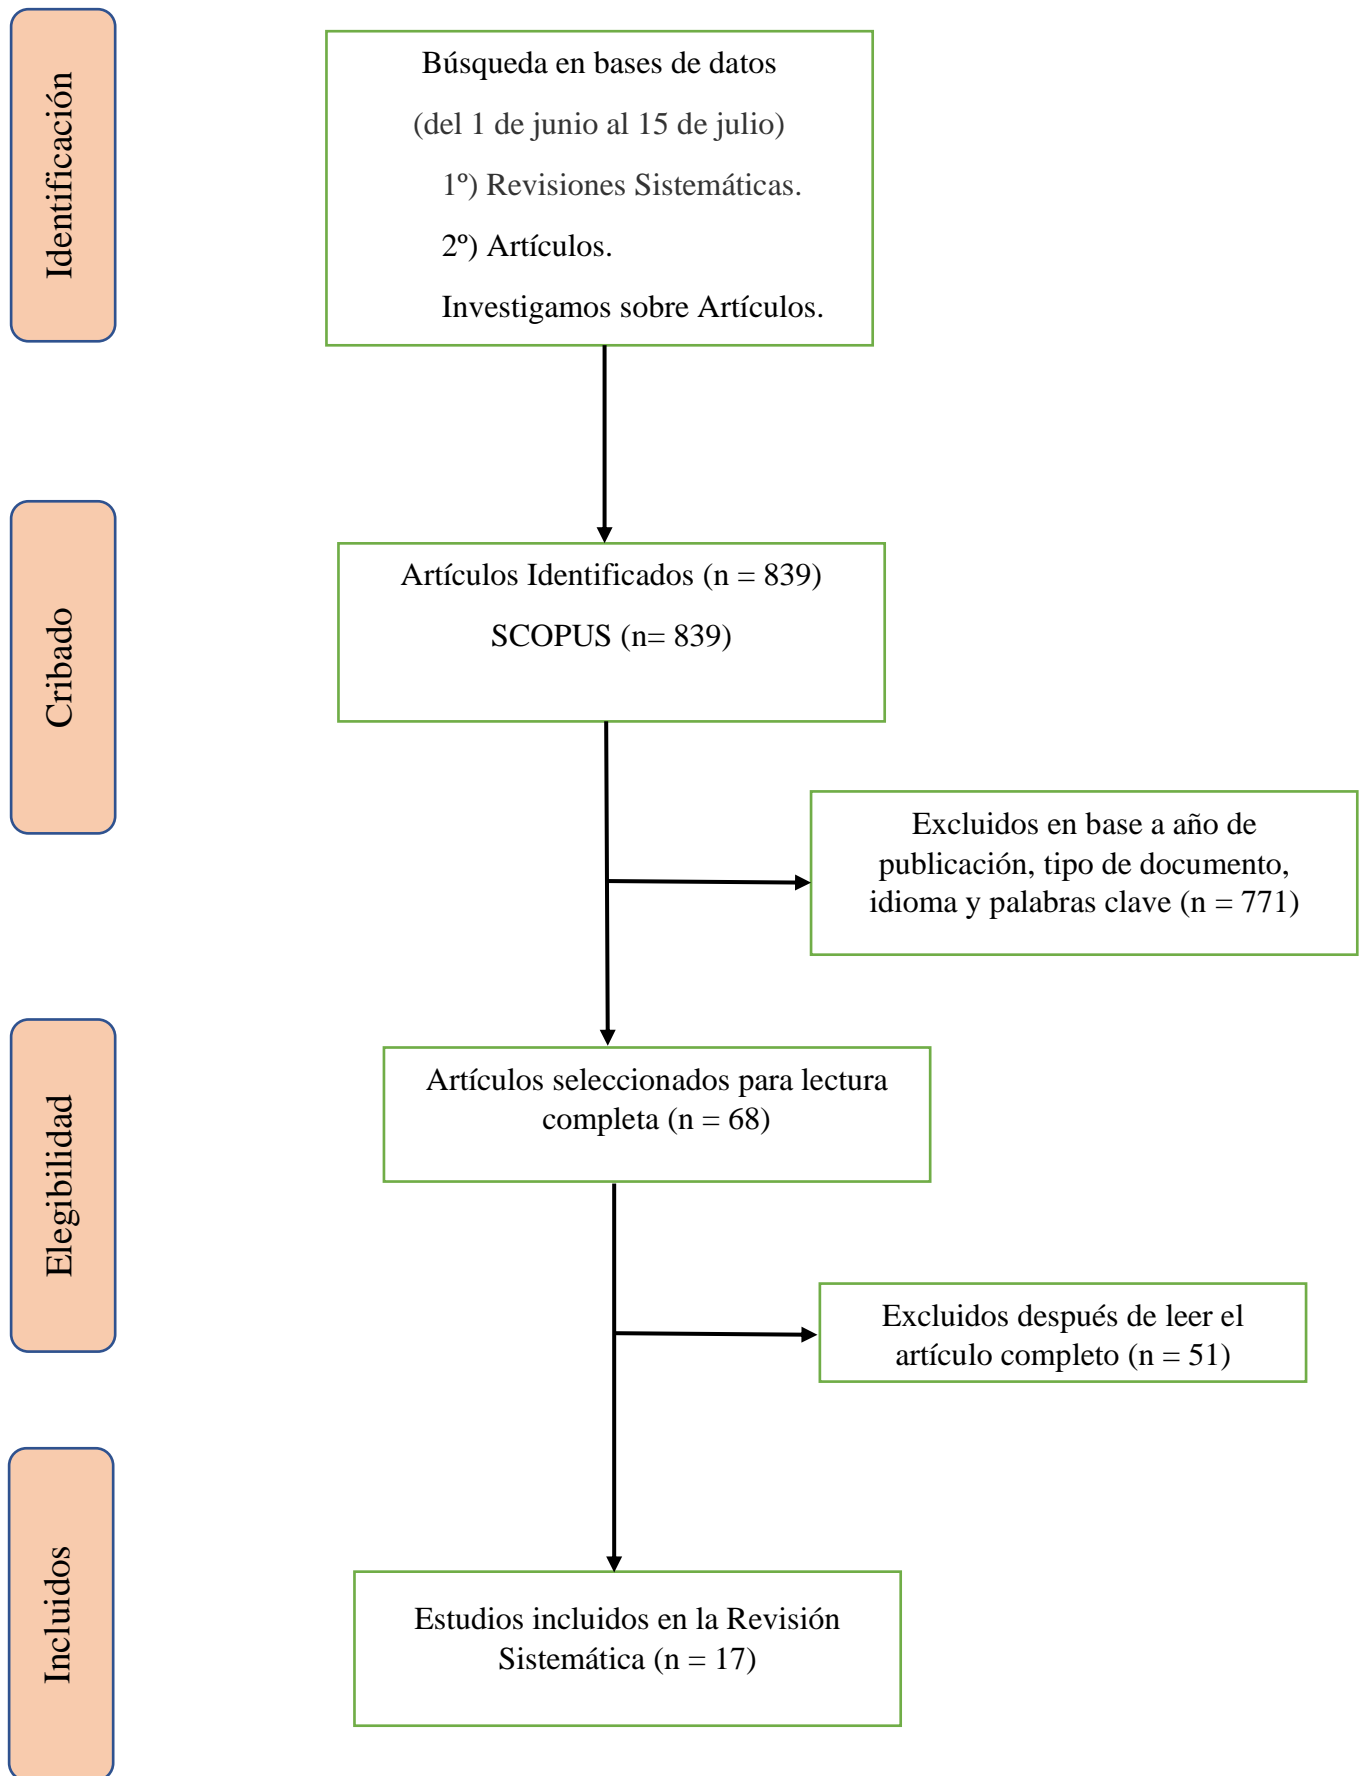 Identificación
Búsqueda en bases de datos
(del 1 de junio al 15 de julio)
1º) Revisiones Sistemáticas.
2º) Artículos.
Investigamos sobre Artículos.
Cribado
Artículos Identificados (n = 839)
SCOPUS (n= 839)
Excluidos en base a año de
publicación, tipo de documento,
idioma y palabras clave (n = 771)
Elegibilidad
Artículos seleccionados para lectura
completa (n = 68)
Excluidos después de leer el
artículo completo (n = 51)
Incluidos
Estudios incluidos en la Revisión
Sistemática (n = 17)